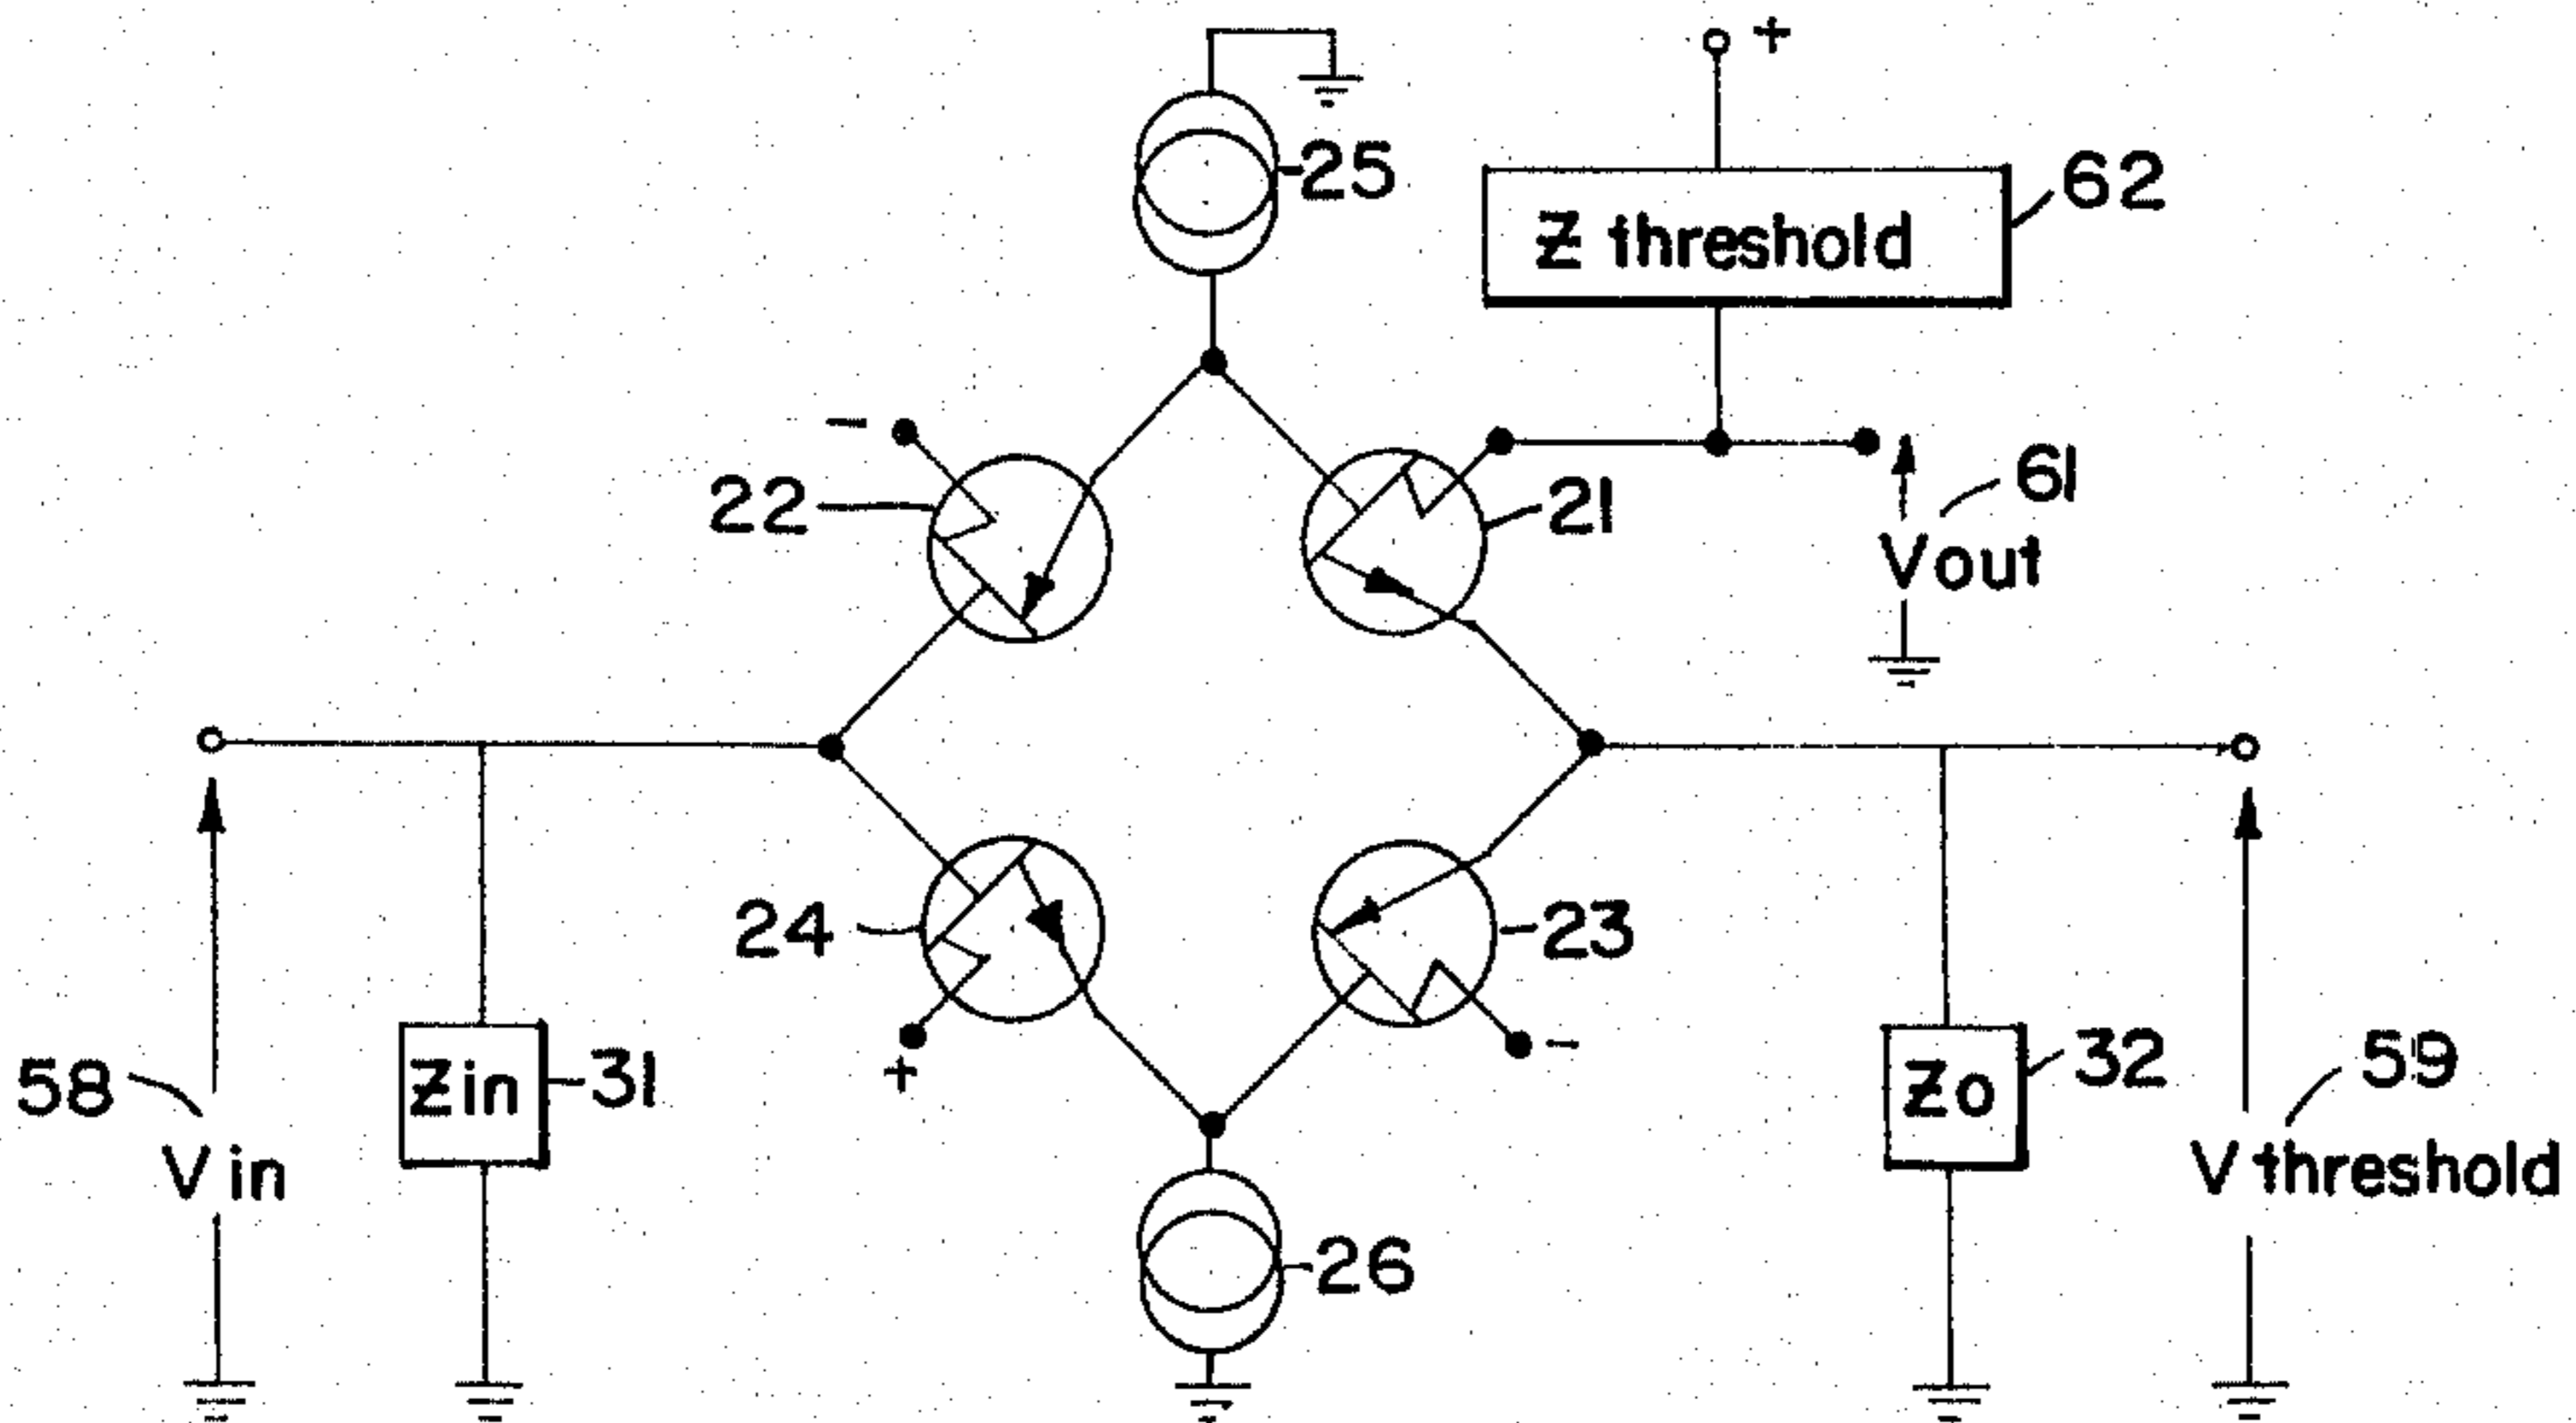 +
25
62
Z threshold
-
22
21
61
Vout
24
23
+
-
58
Zin
31
Zo
32
59
Vin
V threshold
26